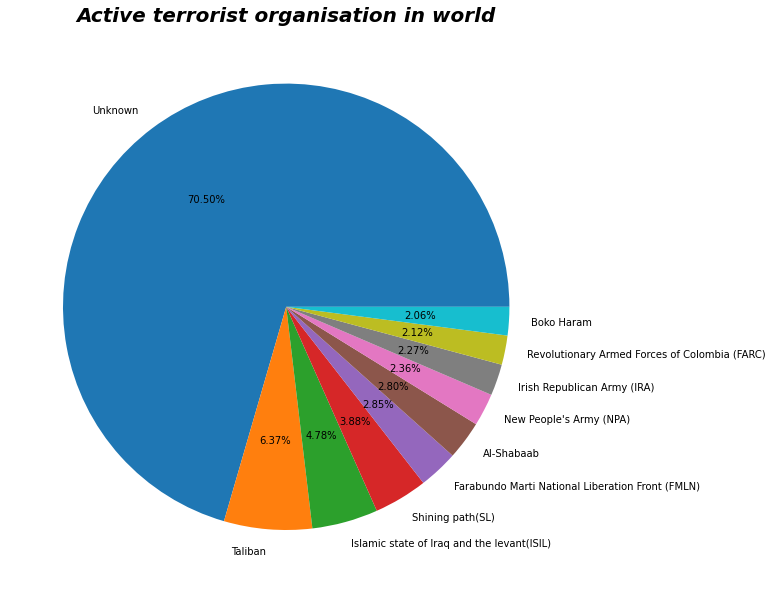 Active terrorist organisation in world
Unknown
70.50%
2.06%
Boko Haram
2.12%
Revolutionary Armed Forces of Colombia (FARC)
2.27%
Irish Republican Army (IRA)
2.36%
New People's Army (NPA)
2.80%
Al-Shabaab
2.85%
Farabundo Marti National Liberation Front (FMLN)
3.88%
Shining path(SL)
4.78%
Islamic state of Iraq and the levant(ISIL)
6.37%
Taliban